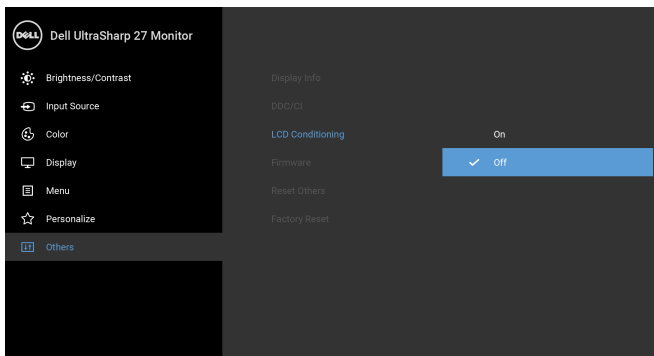 DELL Dell UltraSharp 27 Monitor
Brightness/Contrast
Input Source
Color
Display
Menu
Personalize
Others
Display Info
DDC/CI
LCD Conditioning
Firmware
Reset Others
Factory Reset
On
Off